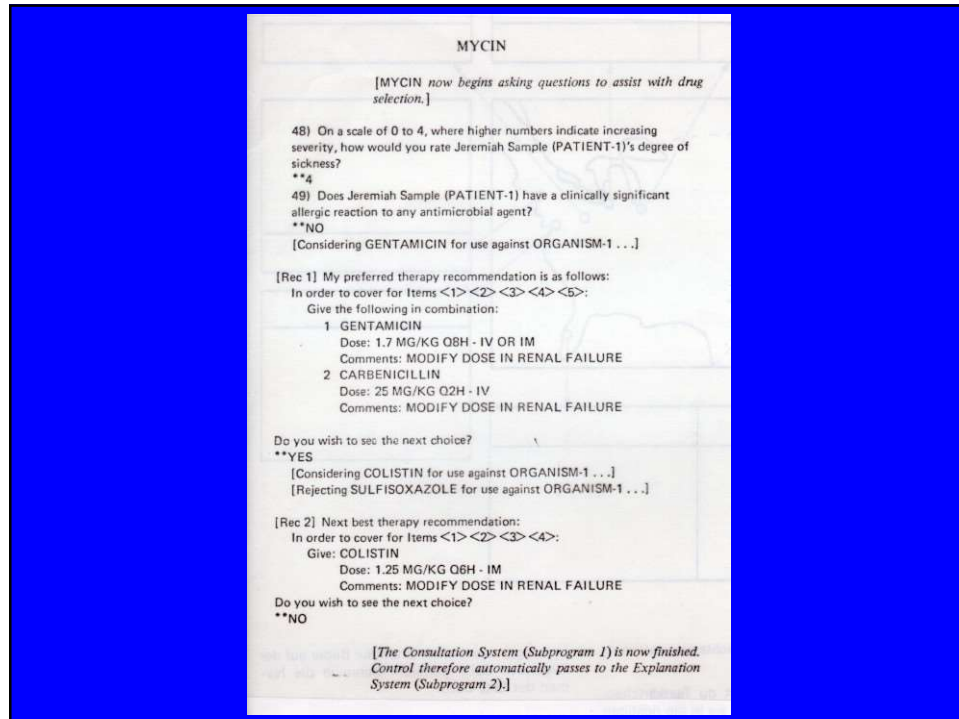 MYCIN
[MYCIN now begins asking questions to assist with drug
selection.]
48) On a scale of 0 to 4, where higher numbers indicate increasing
severity, how would you rate Jeremiah Sample (PATIENT-1)'s degree of
sickness?
**4
49) Does Jeremiah Sample (PATIENT-1) have a clinically significant
allergic reaction to any antimicrobial agent?
**NO
[Considering GENTAMICIN for use against ORGANISM-1 . . .]
[Rec 1] My preferred therapy recommendation is as follows:
In order to cover for Items <1> <2> <3> <4> <5>:
Give the following in combination:
1 GENTAMICIN
Dose: 1.7 MG/KG Q8H - IV OR IM
Comments: MODIFY DOSE IN RENAL FAILURE
2 CARBENICILLIN
Dose: 25 MG/KG Q2H - IV
Comments: MODIFY DOSE IN RENAL FAILURE
Do you wish to see the next choice?
**YES
[Considering COLISTIN for use against ORGANISM-1 . . .]
[Rejecting SULFISOXAZOLE for use against ORGANISM-1 . . .]
[Rec 2] Next best therapy recommendation:
In order to cover for Items <1> <2> <3> <4>:
Give: COLISTIN
Dose: 1.25 MG/KG Q6H - IM
Comments: MODIFY DOSE IN RENAL FAILURE
Do you wish to see the next choice?
**NO
[The Consultation System (Subprogram 1) is now finished.
Control therefore automatically passes to the Explanation
System (Subprogram 2).]